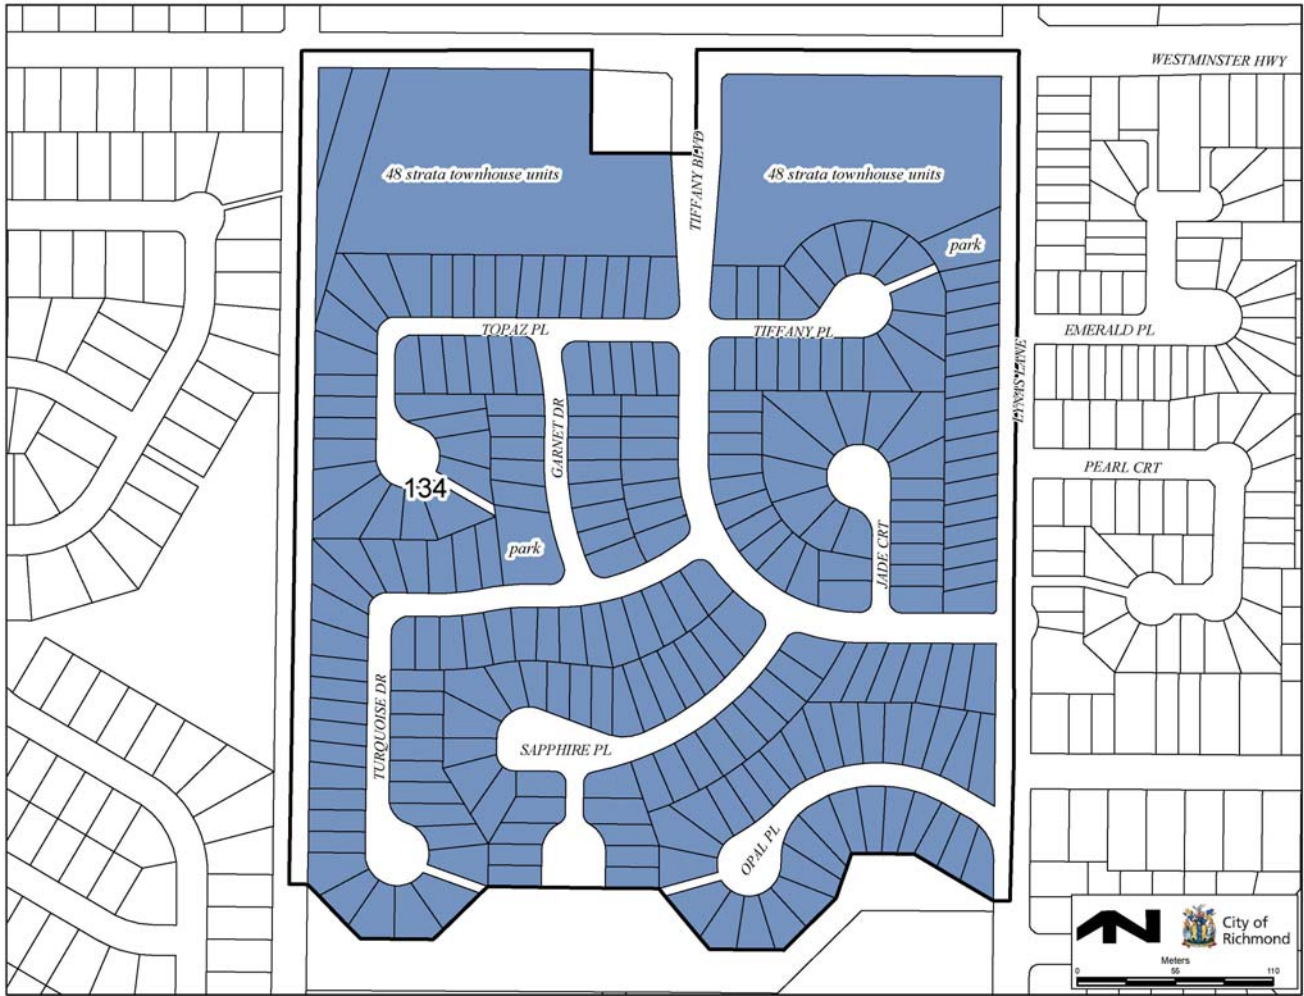 WESTMINSTER HWY
48 strata townhouse units
TIFFANY BLVD
48 strata townhouse units
park
TOPAZ PL
TIFFANY PL
EMERALD PL
LYNAS LANE
GARNET DR
PEARL CRT
134
JADE CRT
park
TURQUOISE DR
SAPPHIRE PL
OPAL PL
N
City of
Richmond
Meters
0 55 110